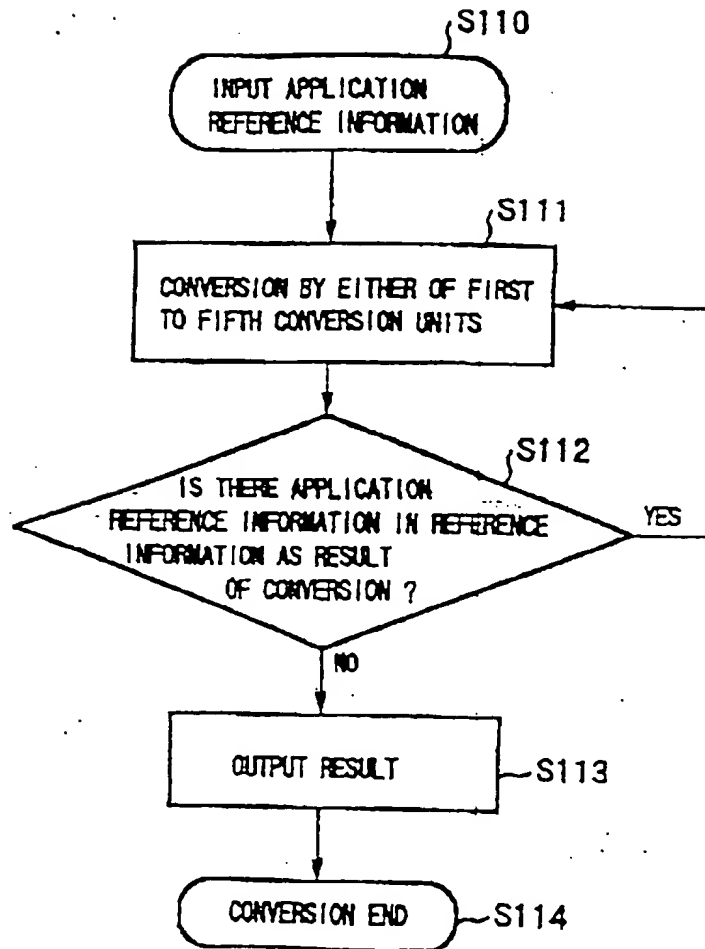 S110
INPUT APPLICATION
REFERENCE INFORMATION
S111
CONVERSION BY EITHER OF FIRST
TO FIFTH CONVERSION UNITS
S112
IS THERE APPLICATION
REFERENCE INFORMATION IN REFERENCE
INFORMATION AS RESULT
OF CONVERSION ?
YES
NO
OUTPUT RESULT
S113
CONVERSION END
S114